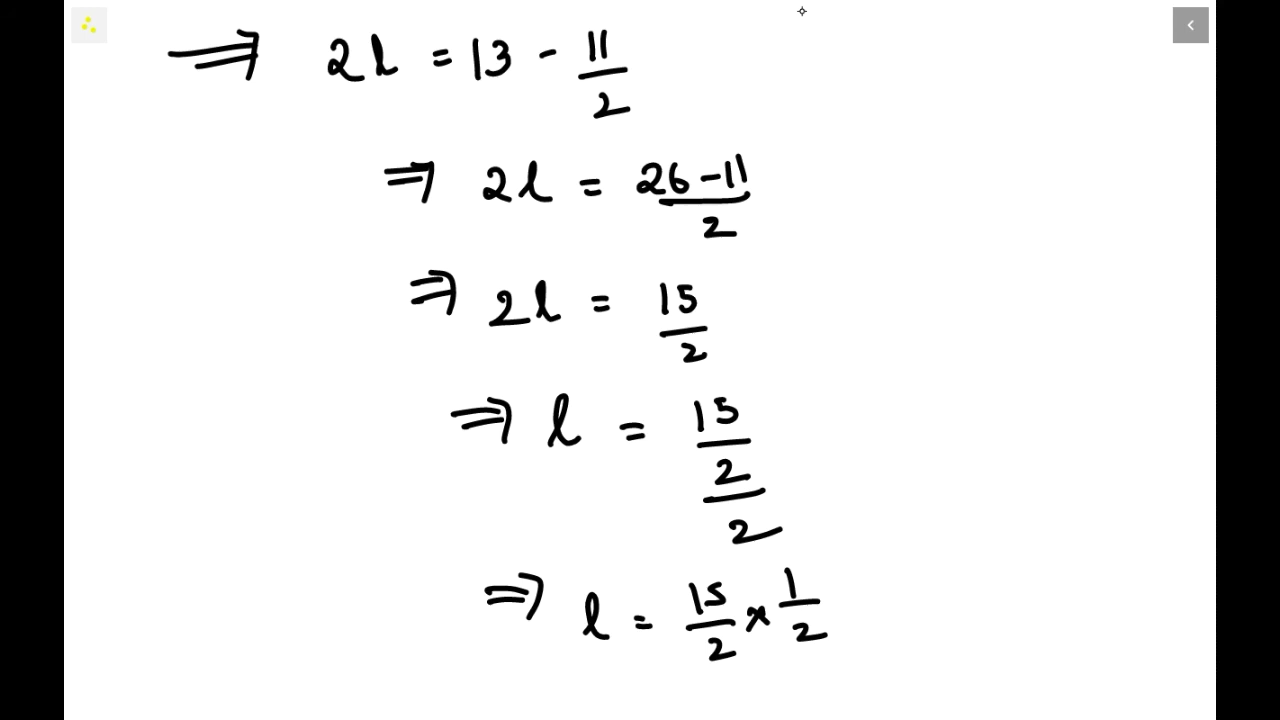 ⇒ 2l = 13 - 11/2
⇒ 2l = 26-11/2
⇒ 2l = 15/2
⇒ l = 15/2/2
⇒ l = 15/2 × 1/2